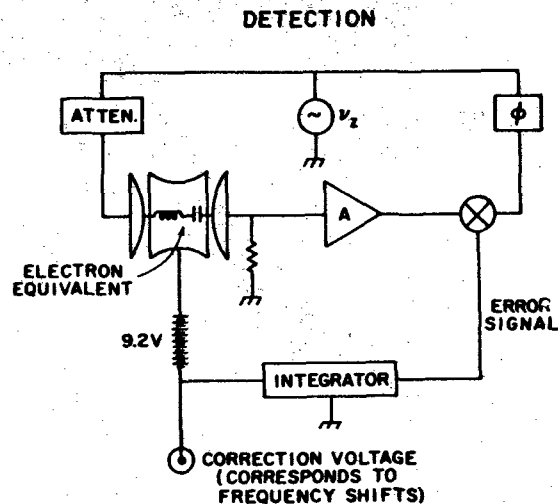 DETECTION
ATTEN.
~
ν_z
ϕ
A
ELECTRON
EQUIVALENT
ERROR
SIGNAL
9.2V
INTEGRATOR
CORRECTION VOLTAGE
(CORRESPONDS TO
FREQUENCY SHIFTS)